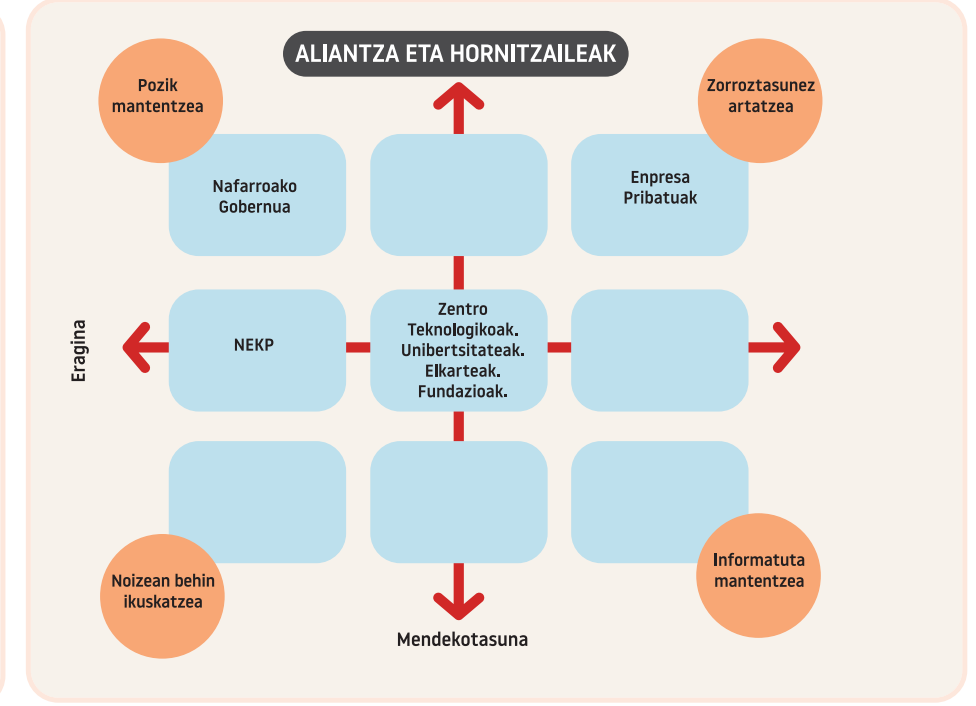 ALIANTZA ETA HORNITZAILEAK
Pozik
mantentzea
Zorroztasunez
artatzea
Nafarroako
Gobernua
Enpresa
Pribatuak
Eragina
NEKP
Zentro
Teknologikoak.
Unibertsitateak.
Elkarteak.
Fundazioak.
Noizean behin
ikuskatzea
Informatuta
mantentzea
Mendekotasuna